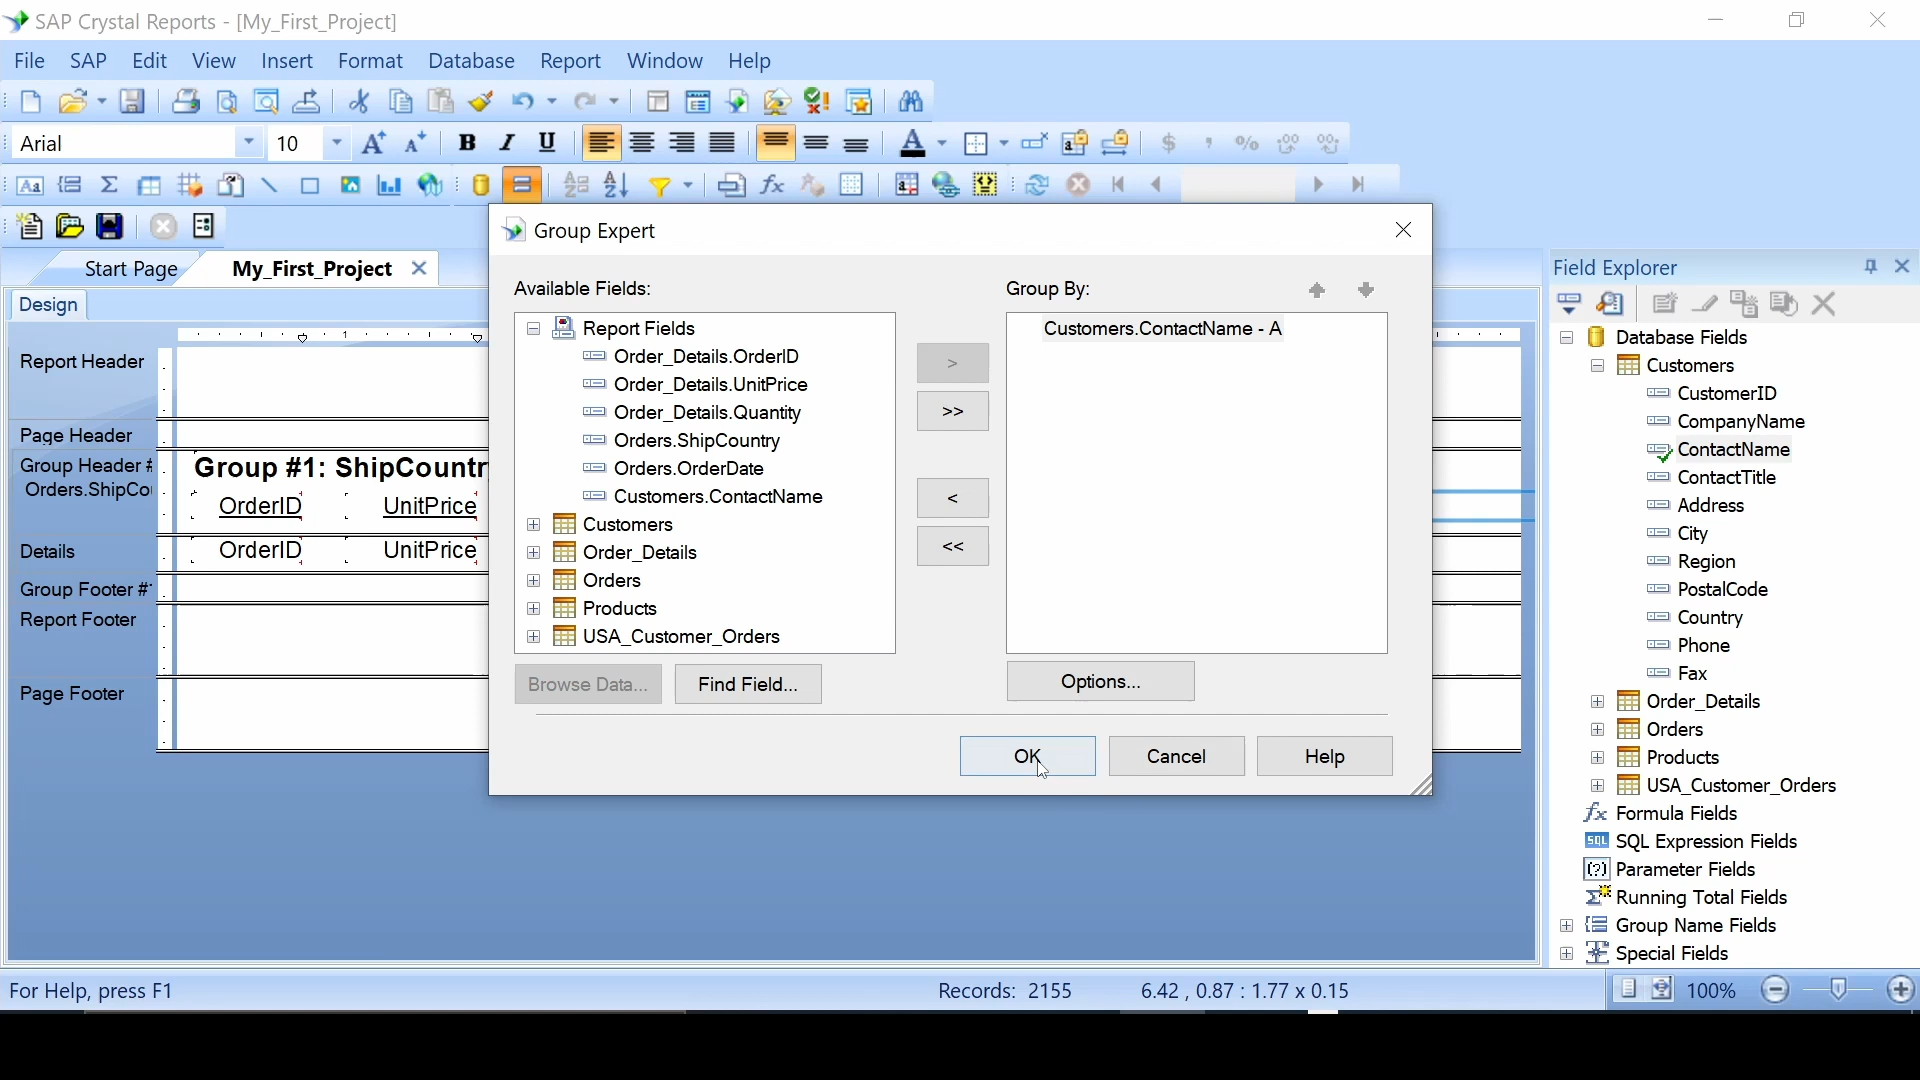 SAP Crystal Reports - [My_First_Project]
File SAP Edit View Insert Format Database Report Window Help
Arial 10
Start Page My_First_Project
Design
Report Header
Page Header
Group Header #
Orders.ShipCo
Group #1: ShipCountr
OrderID UnitPrice
Details
OrderID UnitPrice
Group Footer #
Report Footer
Page Footer
Group Expert
Available Fields:
Report Fields
Order_Details.OrderID
Order_Details.UnitPrice
Order_Details.Quantity
Orders.ShipCountry
Orders.OrderDate
Customers.ContactName
Customers
Order_Details
Orders
Products
USA_Customer_Orders
Browse Data... Find Field...
>
>>
<
<<
Group By:
Customers.ContactName - A
Options...
OK Cancel Help
Field Explorer
Database Fields
Customers
CustomerID
CompanyName
ContactName
ContactTitle
Address
City
Region
PostalCode
Country
Phone
Fax
Order_Details
Orders
Products
USA_Customer_Orders
Formula Fields
SQL Expression Fields
Parameter Fields
Running Total Fields
Group Name Fields
Special Fields
For Help, press F1 Records: 2155 6.42 , 0.87 : 1.77 x 0.15 100%